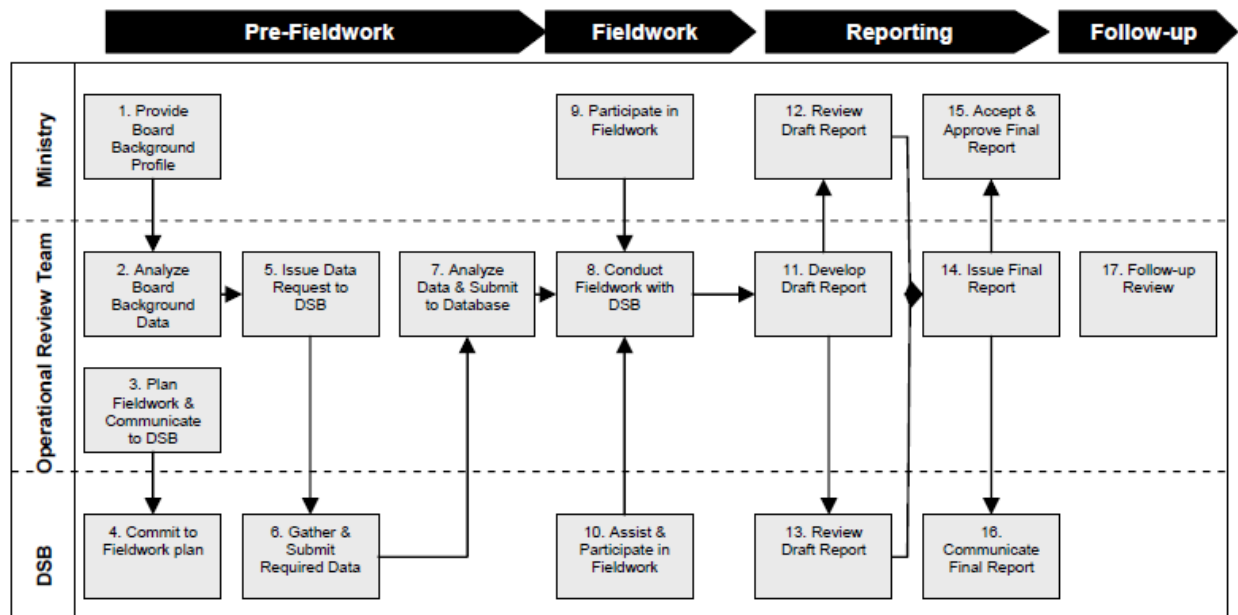 Pre-Fieldwork
Fieldwork
Reporting
Follow-up
Ministry
1. Provide
Board
Background
Profile
9. Participate in
Fieldwork
12. Review
Draft Report
15. Accept &
Approve Final
Report
Operational Review Team
2. Analyze
Board
Background
Data
5. Issue Data
Request to
DSB
7. Analyze
Data & Submit
to Database
8. Conduct
Fieldwork with
DSB
11. Develop
Draft Report
14. Issue Final
Report
17. Follow-up
Review
3. Plan
Fieldwork &
Communicate
to DSB
DSB
4. Commit to
Fieldwork plan
6. Gather &
Submit
Required Data
10. Assist &
Participate in
Fieldwork
13. Review
Draft Report
16.
Communicate
Final Report